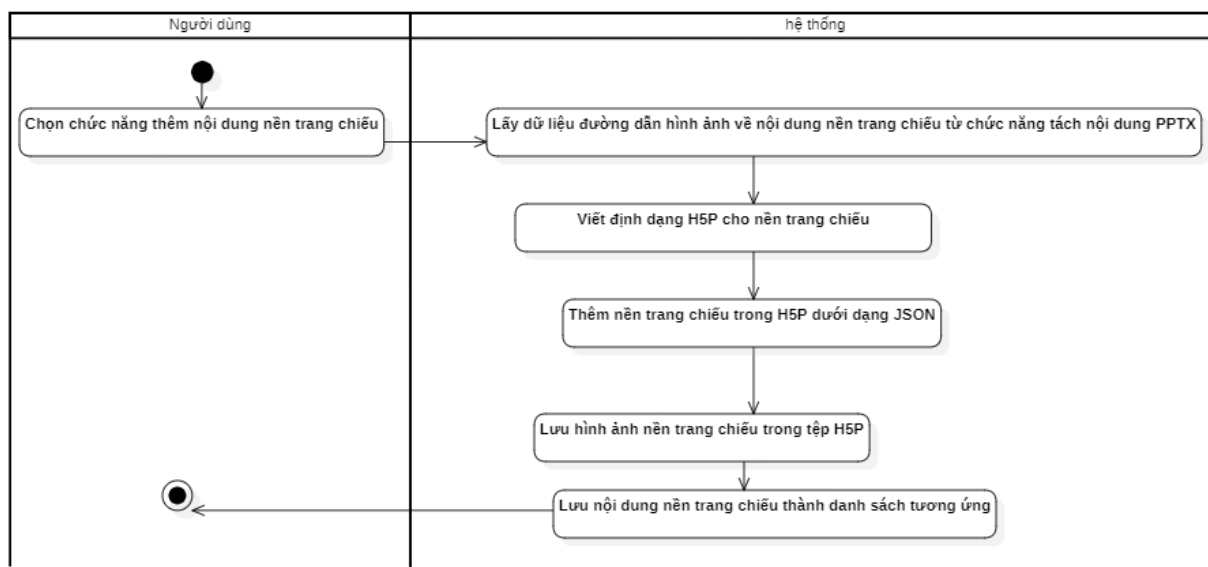 Người dùng
hệ thống
Chọn chức năng thêm nội dung nền trang chiếu
Lấy dữ liệu đường dẫn hình ảnh về nội dung nền trang chiếu từ chức năng tách nội dung PPTX
Viết định dạng H5P cho nền trang chiếu
Thêm nền trang chiếu trong H5P dưới dạng JSON
Lưu hình ảnh nền trang chiếu trong tệp H5P
Lưu nội dung nền trang chiếu thành danh sách tương ứng